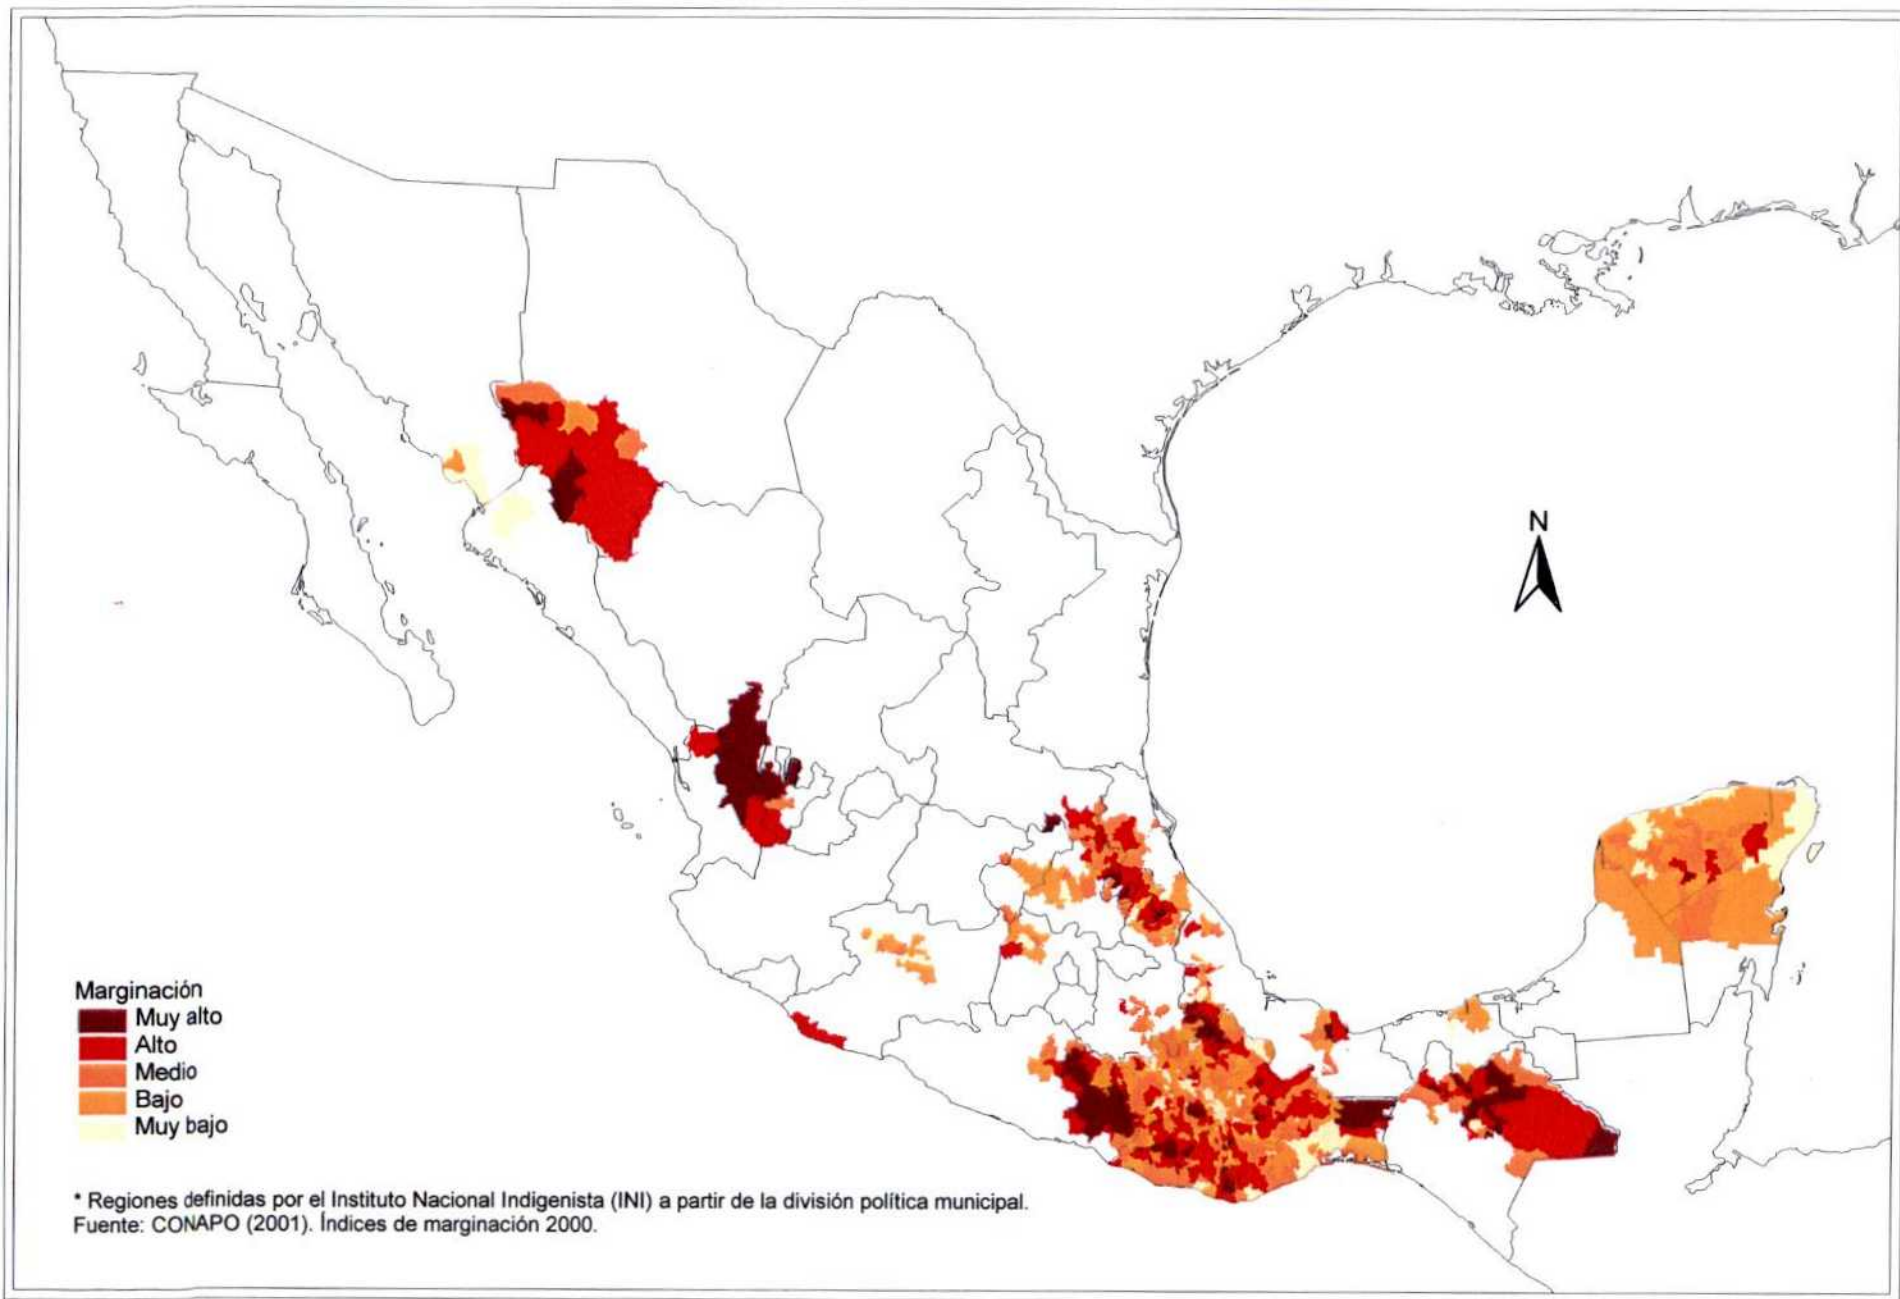 N
Marginación
Muy alto
Alto
Medio
Bajo
Muy bajo
* Regiones definidas por el Instituto Nacional Indigenista (INI) a partir de la división política municipal.
Fuente: CONAPO (2001). Índices de marginación 2000.